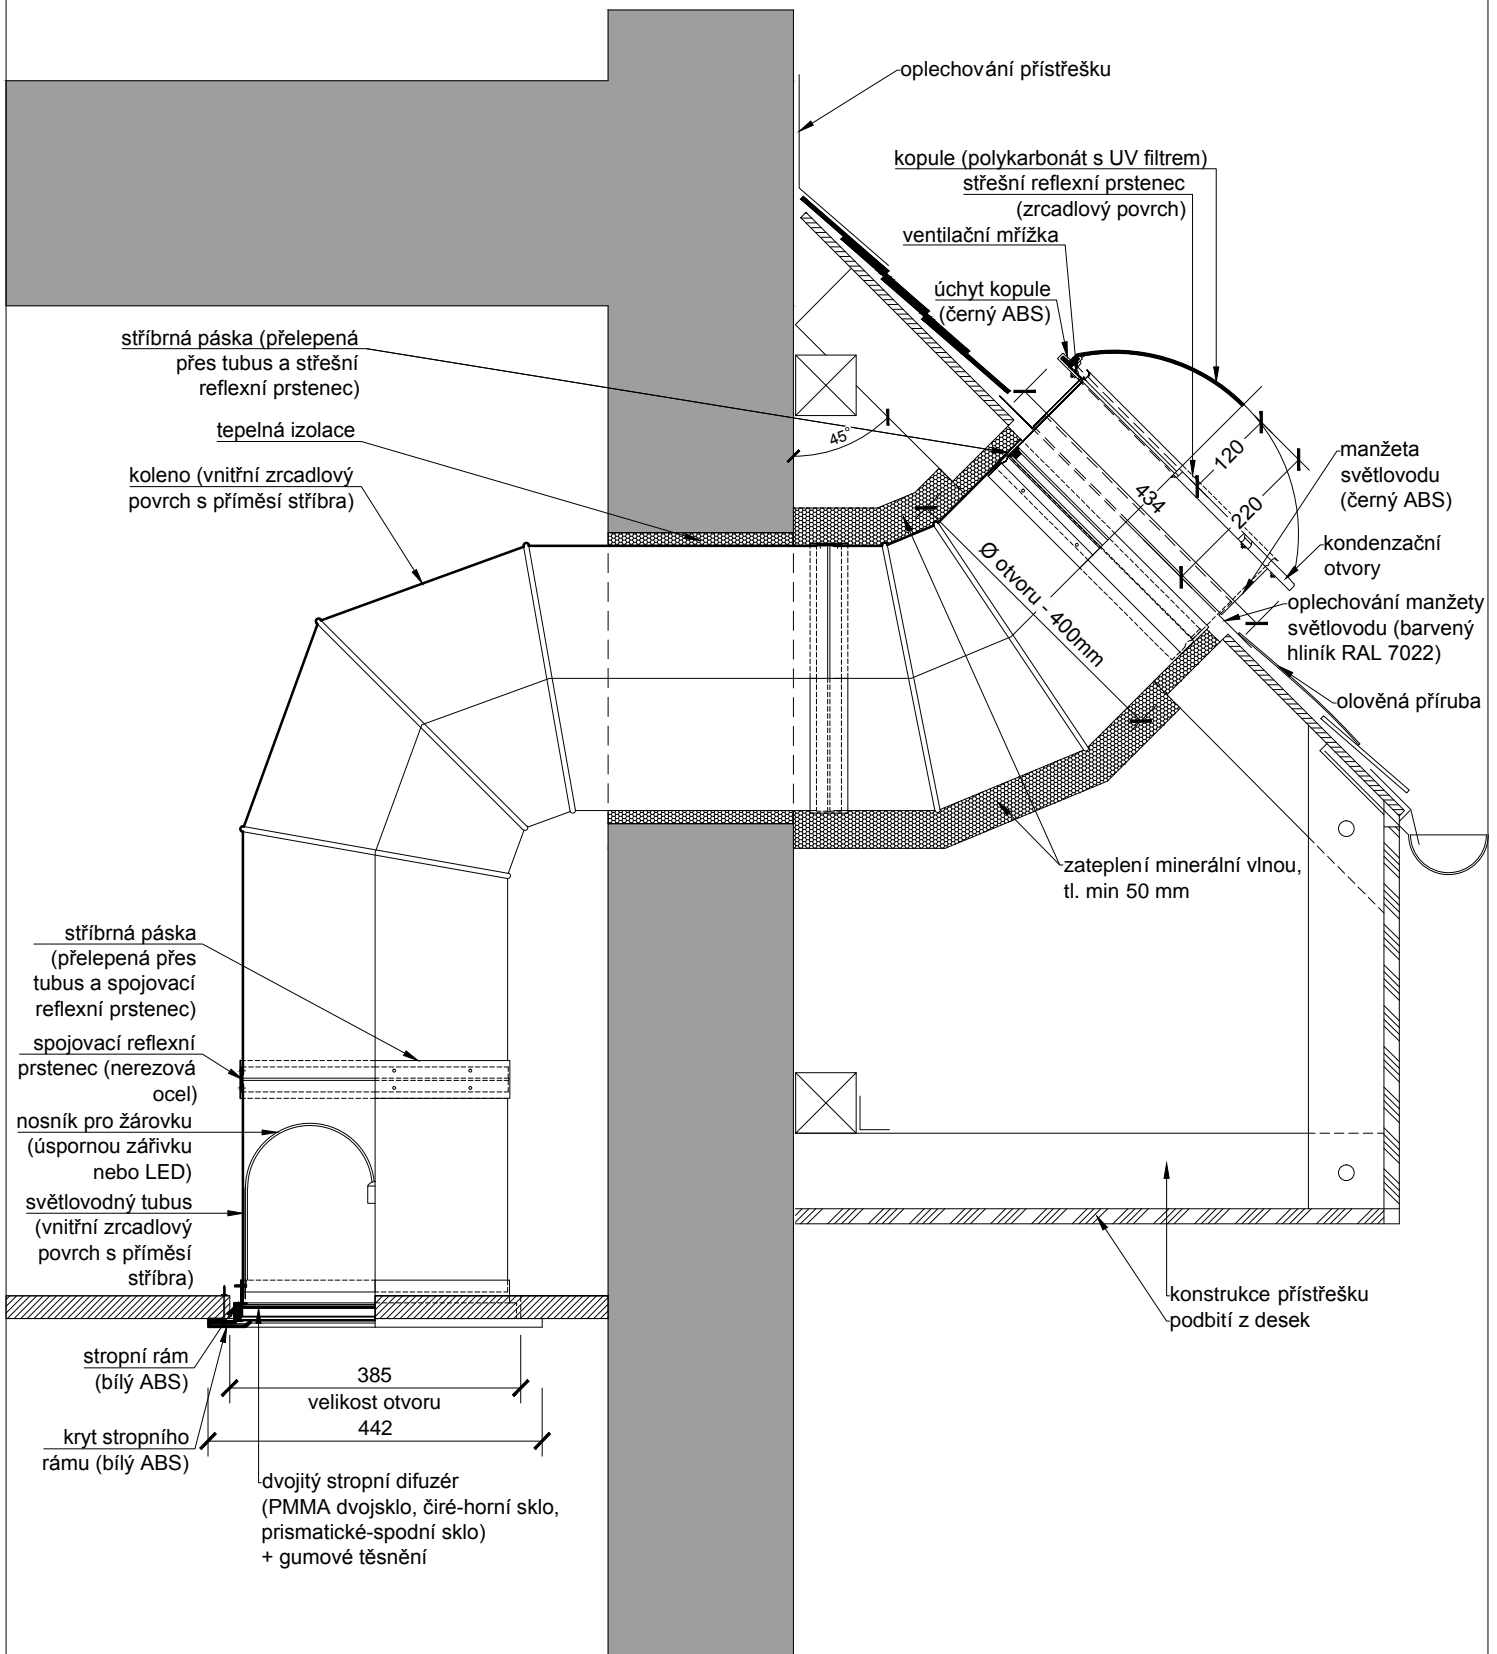 oplechování přístřešku
kopule (polykarbonát s UV filtrem)
střešní reflexní prstenec
(zrcadlový povrch)
ventilační mřížka
úchyt kopule
(černý ABS)
stříbrná páska (přelepená
přes tubus a střešní
reflexní prstenec)
tepelná izolace
koleno (vnitřní zrcadlový
povrch s příměsí stříbra)
45°
120
434
220
manžeta
světlovodu
(černý ABS)
kondenzační
otvory
Ø otvoru - 400mm
oplechování manžety
světlovodu (barvený
hliník RAL 7022)
olověná příruba
zateplení minerální vlnou,
tl. min 50 mm
stříbrná páska
(přelepená přes
tubus a spojovací
reflexní prstenec)
spojovací reflexní
prstenec (nerezová
ocel)
nosník pro žárovku
(úspornou zářivku
nebo LED)
světlovodný tubus
(vnitřní zrcadlový
povrch s příměsí
stříbra)
konstrukce přístřešku
podbití z desek
stropní rám
(bílý ABS)
385
velikost otvoru
442
kryt stropního
rámu (bílý ABS)
dvojitý stropní difuzér
(PMMA dvojsklo, čiré-horní sklo,
prismatické-spodní sklo)
+ gumové těsnění